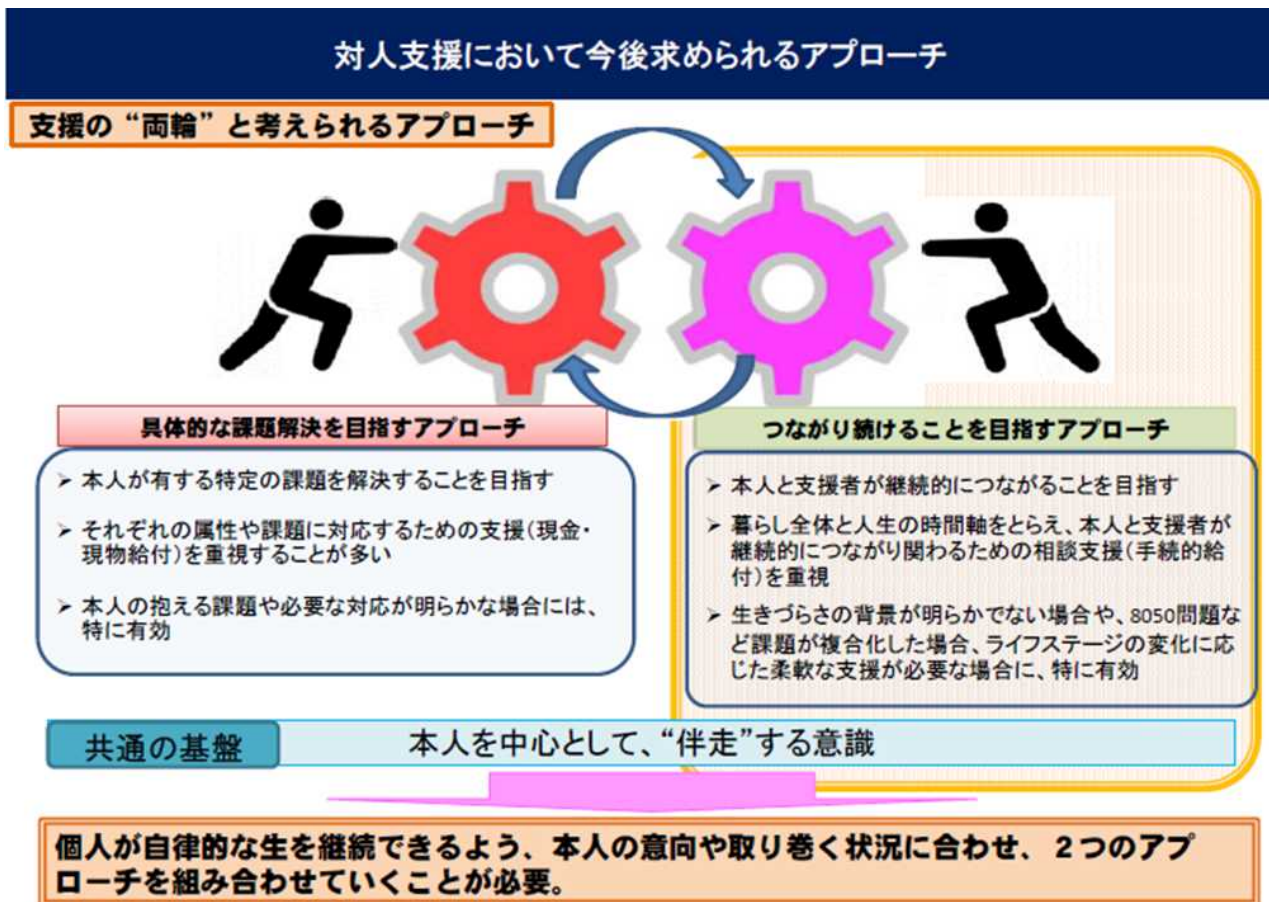 対人支援において今後求められるアプローチ
支援の“両輪”と考えられるアプローチ
具体的な課題解決を目指すアプローチ
➢ 本人が有する特定の課題を解決することを目指す
➢ それぞれの属性や課題に対応するための支援(現金・
現物給付)を重視することが多い
➢ 本人の抱える課題や必要な対応が明らかな場合には、
特に有効
つながり続けることを目指すアプローチ
➢ 本人と支援者が継続的につながることを目指す
➢ 暮らし全体と人生の時間軸をとらえ、本人と支援者が
継続的につながり関わるための相談支援(手続的給
付)を重視
➢ 生きづらさの背景が明らかでない場合や、8050問題な
ど課題が複合化した場合、ライフステージの変化に応
じた柔軟な支援が必要な場合に、特に有効
共通の基盤
本人を中心として、“伴走”する意識
個人が自律的な生を継続できるよう、本人の意向や取り巻く状況に合わせ、２つのアプ
ローチを組み合わせていくことが必要。